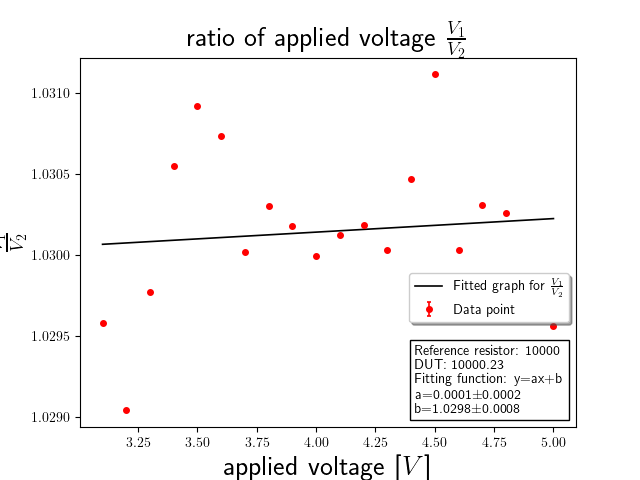 ratio of applied voltage V₁/V₂
1.0310
1.0305
1.0300
1.0295
1.0290
V₂
Fitted graph for V₁/V₂
Data point
Reference resistor: 10000
DUT: 10000.23
Fitting function: y=ax+b
a=0.0001±0.0002
b=1.0298±0.0008
3.25 3.50 3.75 4.00 4.25 4.50 4.75 5.00
applied voltage [V]